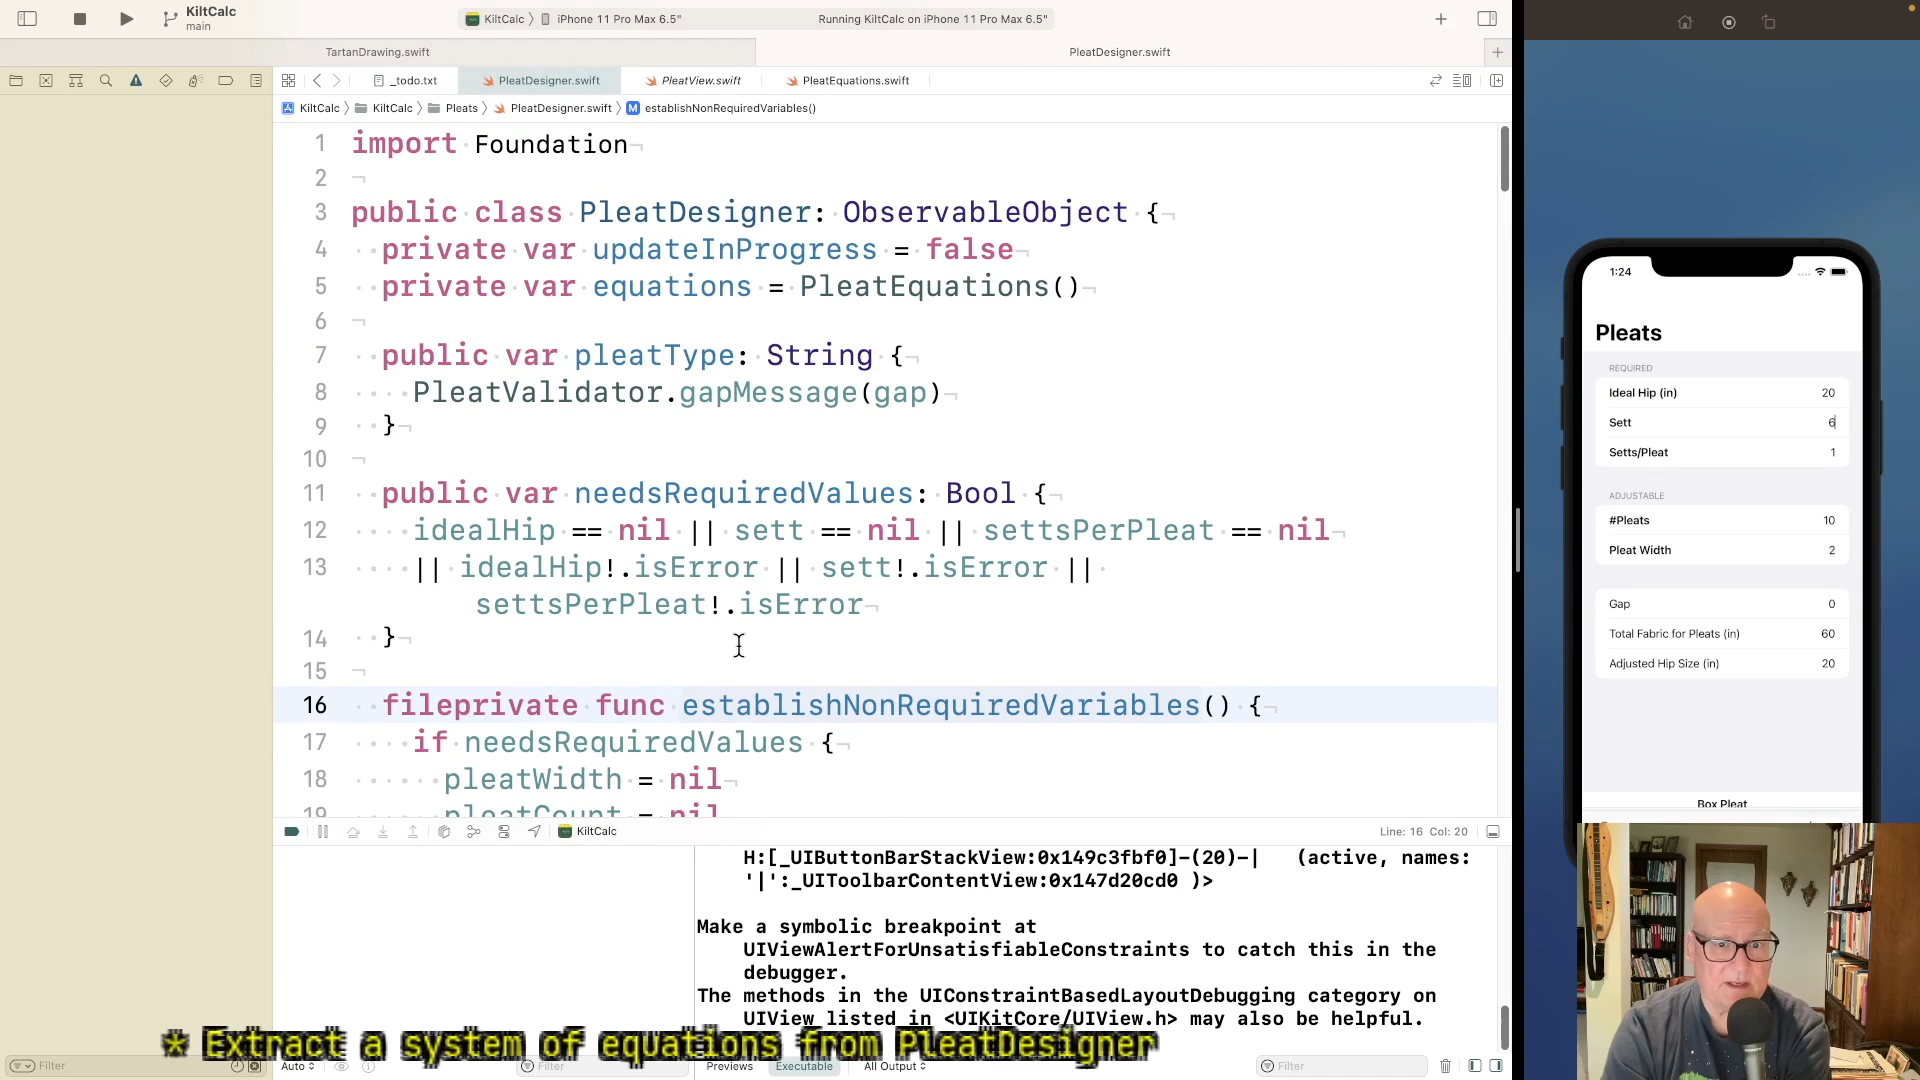 KiltCalc
main
KiltCalc
iPhone 11 Pro Max 6.5"
Running KiltCalc on iPhone 11 Pro Max 6.5"
TartanDrawing.swift
PleatDesigner.swift
_todo.txt
PleatDesigner.swift
PleatView.swift
PleatEquations.swift
KiltCalc
KiltCalc
Pleats
PleatDesigner.swift
M
establishNonRequiredVariables()
1 import Foundation
2
3 public class PleatDesigner: ObservableObject {
4 private var updateInProgress = false
5 private var equations = PleatEquations()
6
7 public var pleatType: String {
8 PleatValidator.gapMessage(gap)
9 }
10
11 public var needsRequiredValues: Bool {
12 idealHip == nil || sett == nil || settsPerPleat == nil
13 || idealHip!.isError || sett!.isError ||
settsPerPleat!.isError
14 }
15
16 fileprivate func establishNonRequiredVariables() {
17 if needsRequiredValues {
18 pleatWidth = nil
19 pleatCount = nil
KiltCalc
Line: 16 Col: 20
H:[_UIButtonBarStackView:0x149c3fbf0]-(20)-| (active, names:
'|':_UIToolbarContentView:0x147d20cd0 )>
Make a symbolic breakpoint at
UIViewAlertForUnsatisfiableConstraints to catch this in the
debugger.
The methods in the UIConstraintBasedLayoutDebugging category on
UIView listed in <UIKitCore/UIView.h> may also be helpful.
* Extract a system of equations from PleatDesigner
Filter
Auto
Filter
Previews
Executable
All Output
Filter
1:24
Pleats
REQUIRED
Ideal Hip (in) 20
Sett 6
Setts/Pleat 1
ADJUSTABLE
#Pleats 10
Pleat Width 2
Gap 0
Total Fabric for Pleats (in) 60
Adjusted Hip Size (in) 20
Box Pleat